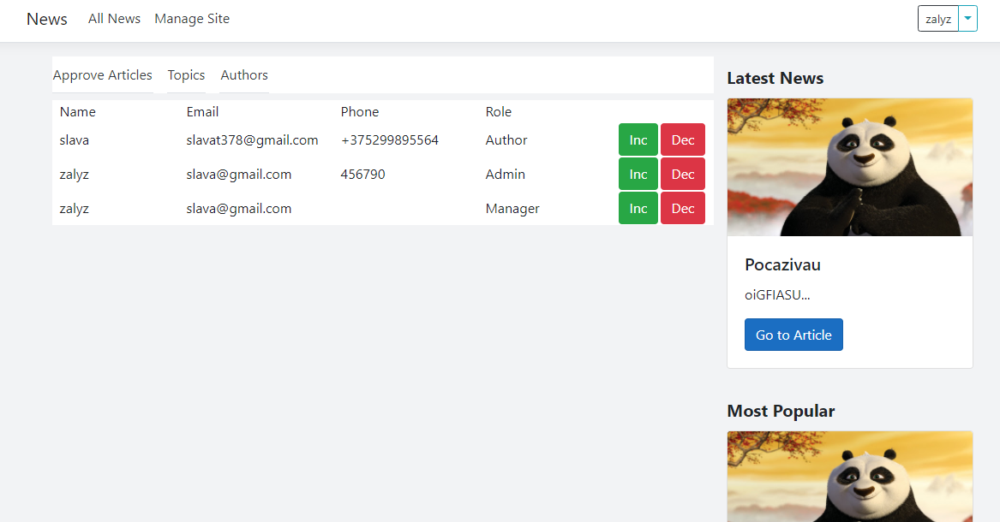 News All News Manage Site zalyz
Approve Articles Topics Authors
Name Email Phone Role
slava slavat378@gmail.com +375299895564 Author Inc Dec
zalyz slava@gmail.com 456790 Admin Inc Dec
zalyz slava@gmail.com Manager Inc Dec
Latest News
Pocazivau
oiGFIASU...
Go to Article
Most Popular